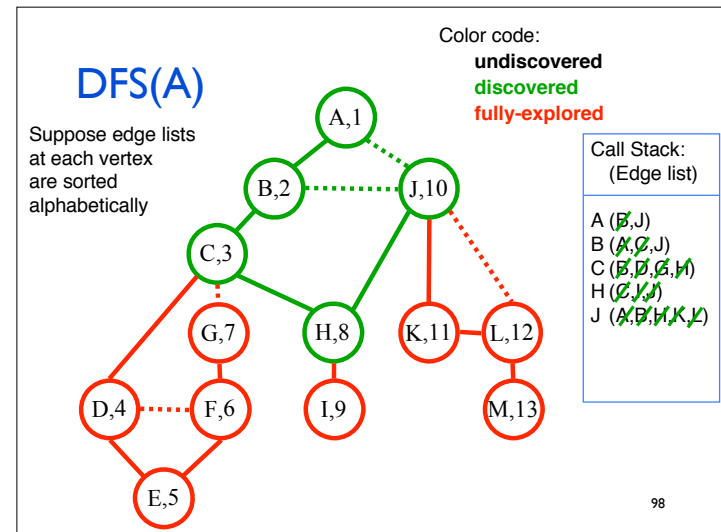 DFS(A)
Suppose edge lists
at each vertex
are sorted
alphabetically
Color code:
undiscovered
discovered
fully-explored
Call Stack:
(Edge list)
A (B,J)
B (A,C,J)
C (B,D,G,H)
H (C,I,J)
J (A,B,H,K,L)
A,1
B,2
J,10
C,3
G,7
H,8
K,11
L,12
D,4
F,6
I,9
M,13
E,5
98